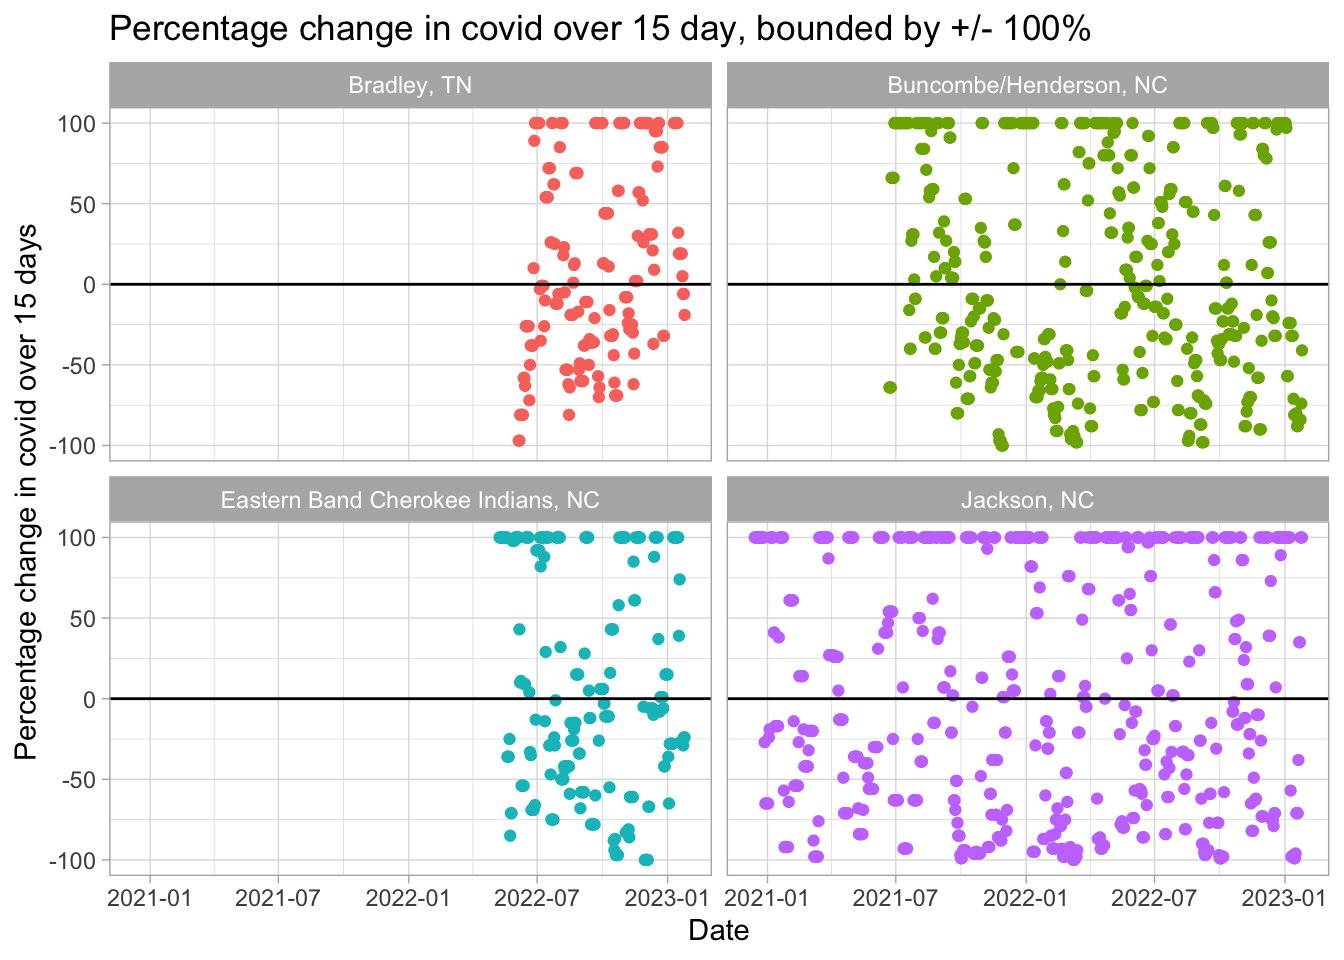 Percentage change in covid over 15 day, bounded by +/- 100%
Bradley, TN
Buncombe/Henderson, NC
100
50
0
-50
-100
Eastern Band Cherokee Indians, NC
Jackson, NC
100
50
0
-50
-100
Percentage change in covid over 15 days
2021-01
2021-07
2022-01
2022-07
2023-01
2021-01
2021-07
2022-01
2022-07
2023-01
Date